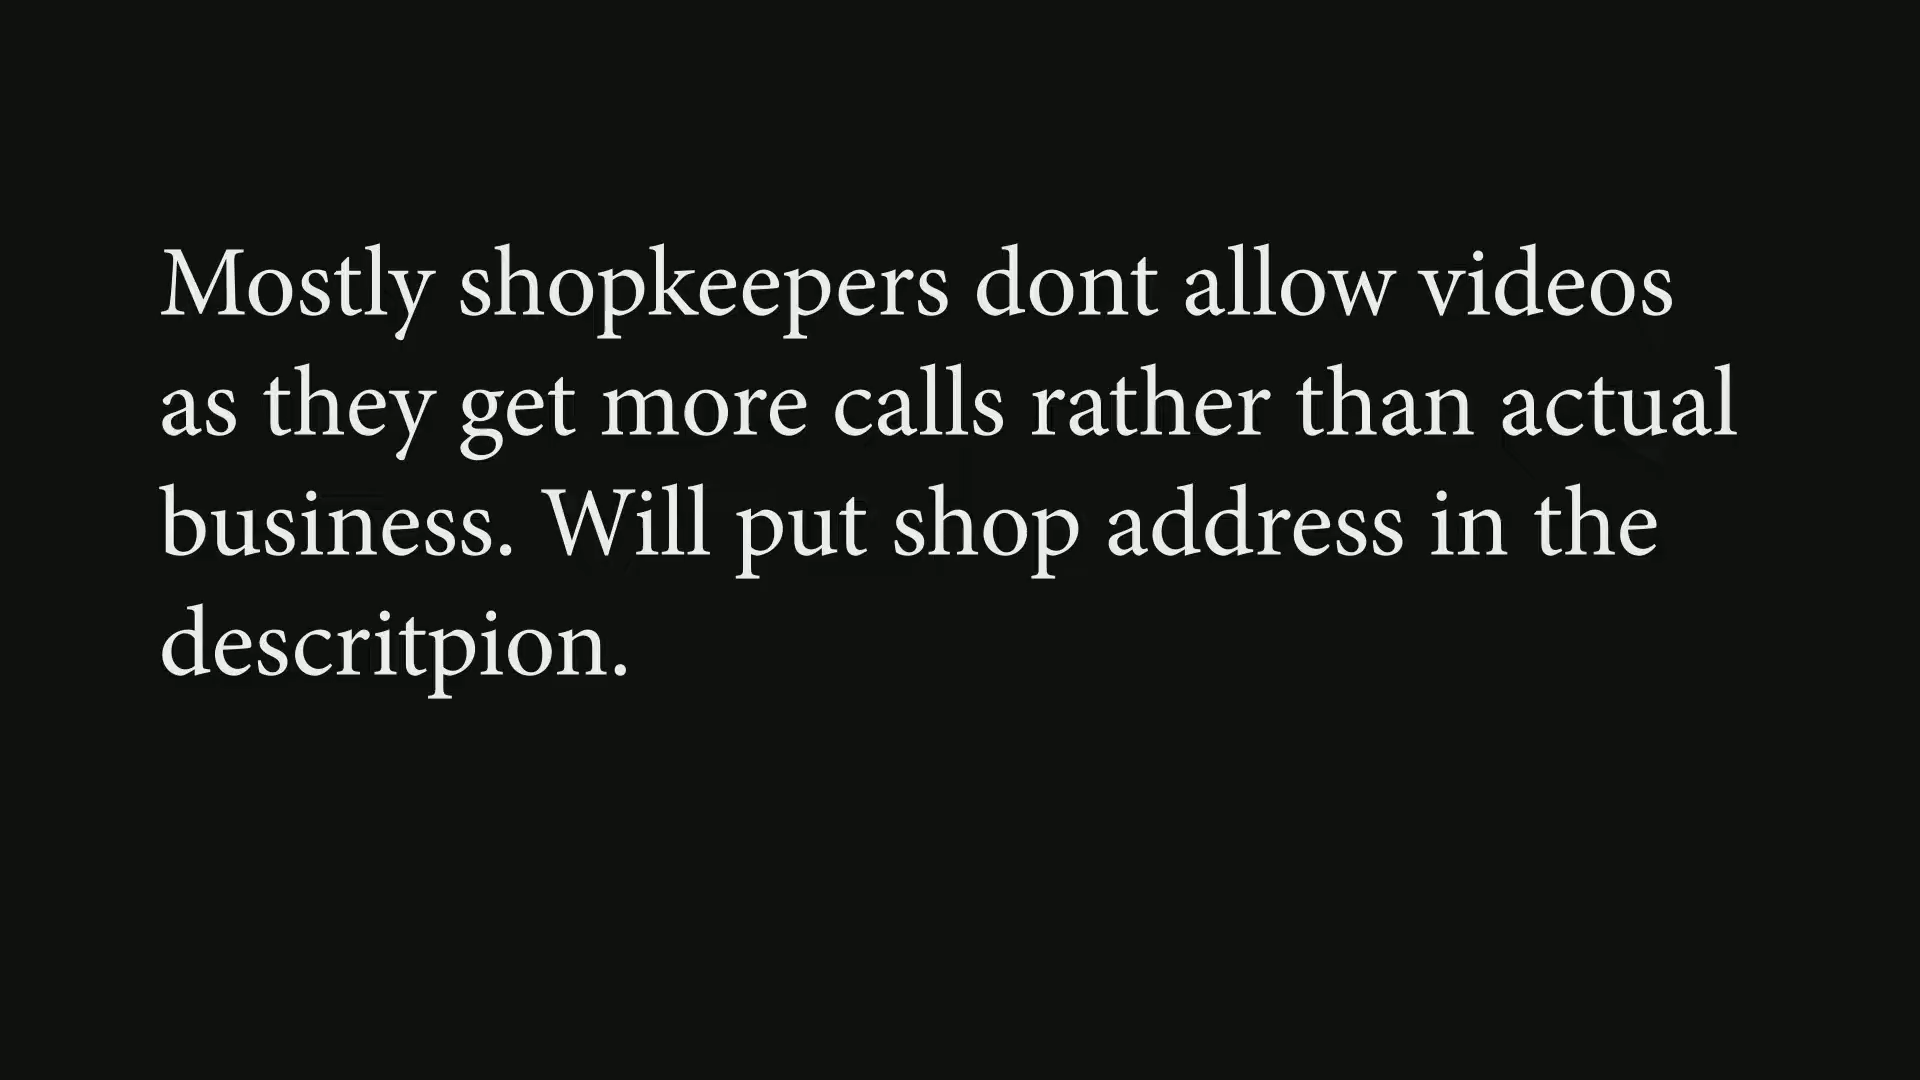 Mostly shopkeepers dont allow videos
as they get more calls rather than actual
business. Will put shop address in the
descritpion.